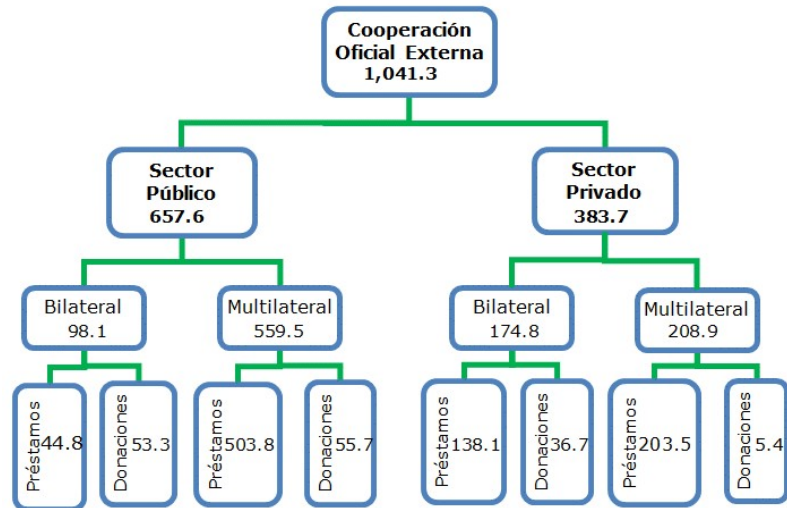 Cooperación
Oficial Externa
1,041.3
Sector
Público
657.6
Sector
Privado
383.7
Bilateral
98.1
Multilateral
559.5
Bilateral
174.8
Multilateral
208.9
Préstamos
44.8
Donaciones
53.3
Préstamos
503.8
Donaciones
55.7
Préstamos
138.1
Donaciones
36.7
Préstamos
203.5
Donaciones
5.4